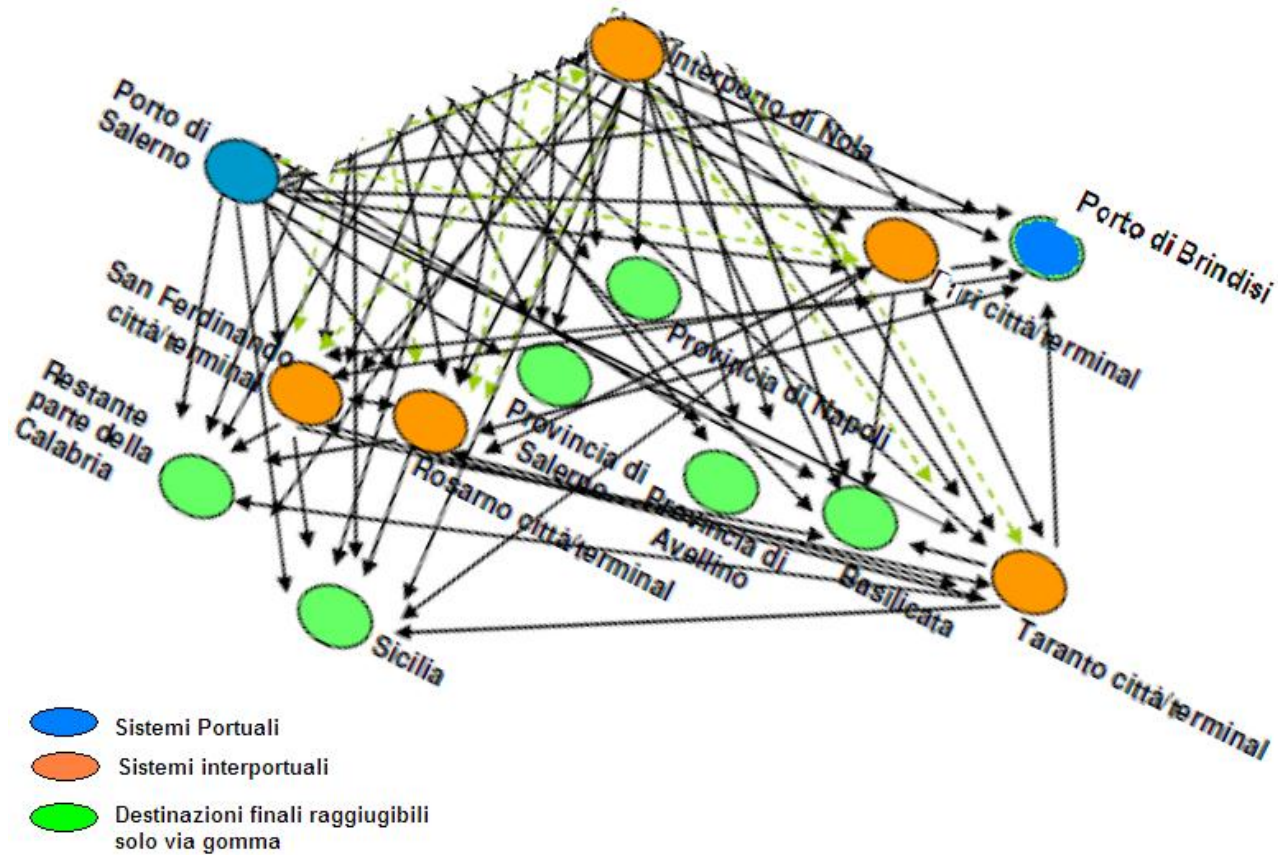 Interporto di Nola
Porto di
Salerno
Porto di Brindisi
San Ferdinando
città/terminal
città/terminal
Restante
parte della
Calabria
Provincia di Napoli
Provincia di
Salerno
Rosarno città/terminal
Provincia di
Avellino
Basilicata
Taranto città/terminal
Sicilia
Sistemi Portuali
Sistemi interportuali
Destinazioni finali raggiugibili
solo via gomma